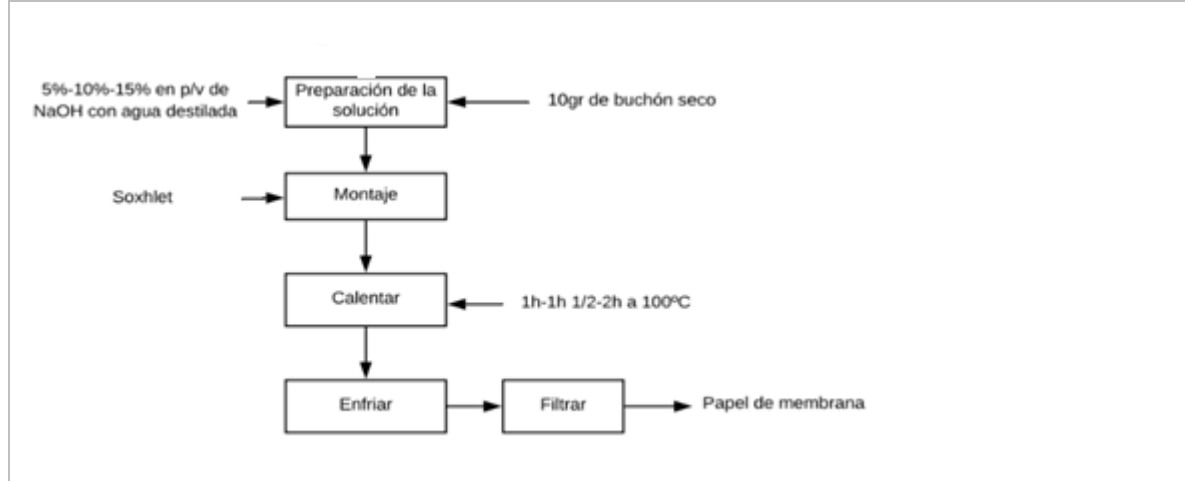 5%-10%-15% en p/v de
NaOH con agua destilada
Preparación de la
solución
10gr de buchón seco
Soxhlet
Montaje
Calentar
1h-1h 1/2-2h a 100ºC
Enfriar
Filtrar
Papel de membrana